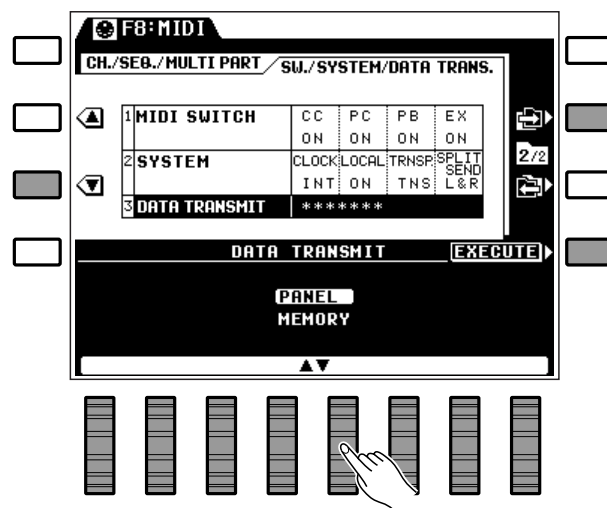 F8:MIDI
CH./SEQ./MULTI PART SW./SYSTEM/DATA TRANS.
1 MIDI SWITCH CC PC PB EX
ON ON ON ON
2 SYSTEM CLOCK LOCAL TRNSP SPLIT SEND
INT ON TNS L&R
2/2
3 DATA TRANSMIT *******
DATA TRANSMIT EXECUTE
PANEL
MEMORY
▲▼